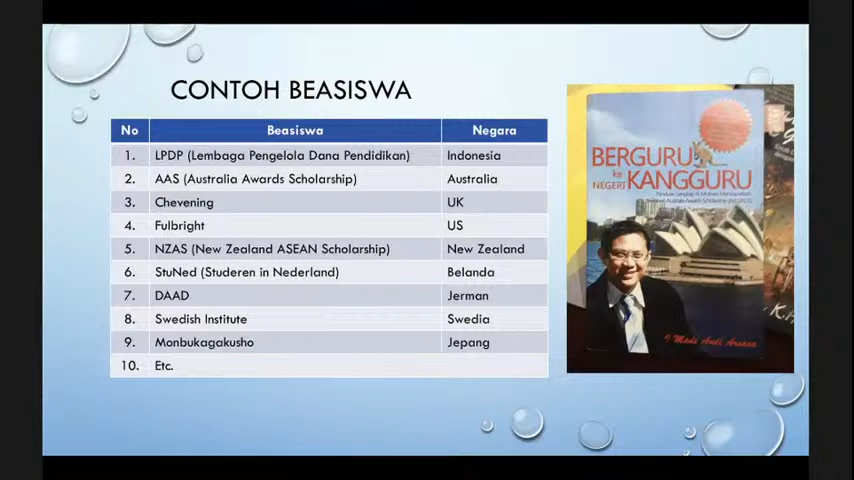 CONTOH BEASISWA
No Beasiswa Negara
1. LPDP (Lembaga Pengelola Dana Pendidikan) Indonesia
2. AAS (Australia Awards Scholarship) Australia
3. Chevening UK
4. Fulbright US
5. NZAS (New Zealand ASEAN Scholarship) New Zealand
6. StuNed (Studeren in Nederland) Belanda
7. DAAD Jerman
8. Swedish Institute Swedia
9. Monbukagakusho Jepang
10. Etc.
BERGURU
ke
NEGERI KANGGURU
I Made Andi Arsana